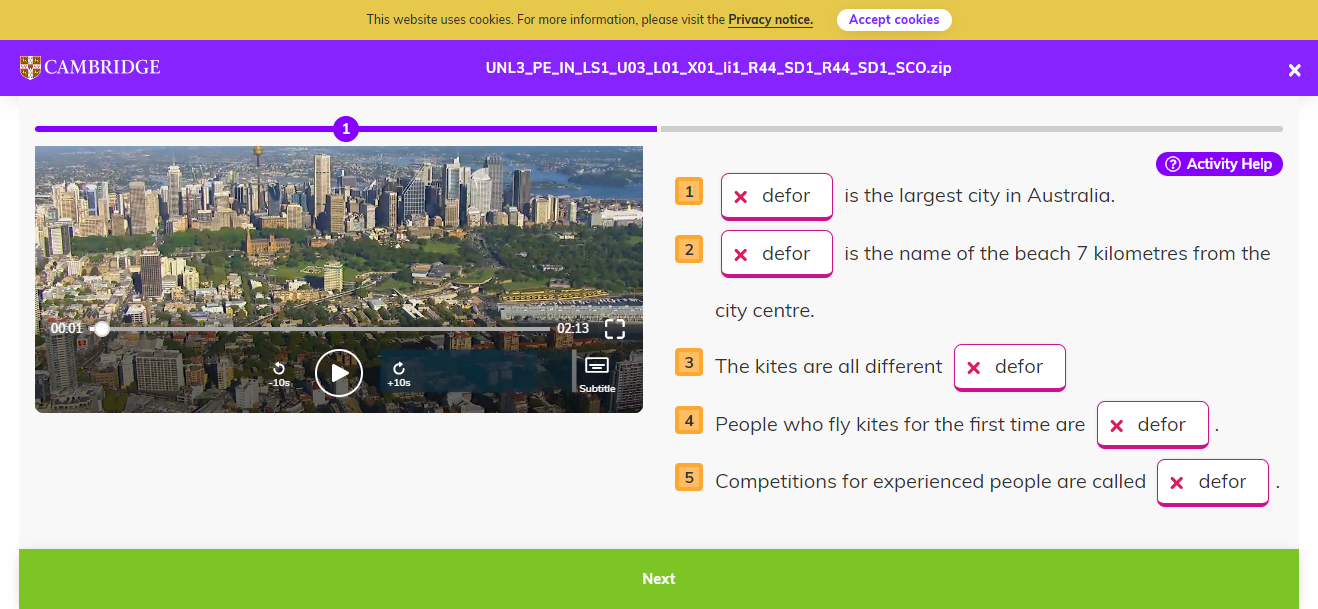 This website uses cookies. For more information, please visit the Privacy notice. Accept cookies
CAMBRIDGE
UNL3_PE_IN_LS1_U03_L01_X01_Ii1_R44_SD1_R44_SD1_SCO.zip
1
Activity Help
1 defor is the largest city in Australia.
2 defor is the name of the beach 7 kilometres from the
city centre.
3 The kites are all different defor
4 People who fly kites for the first time are defor .
5 Competitions for experienced people are called defor .
00:01 02:13
-10s +10s Subtitle
Next